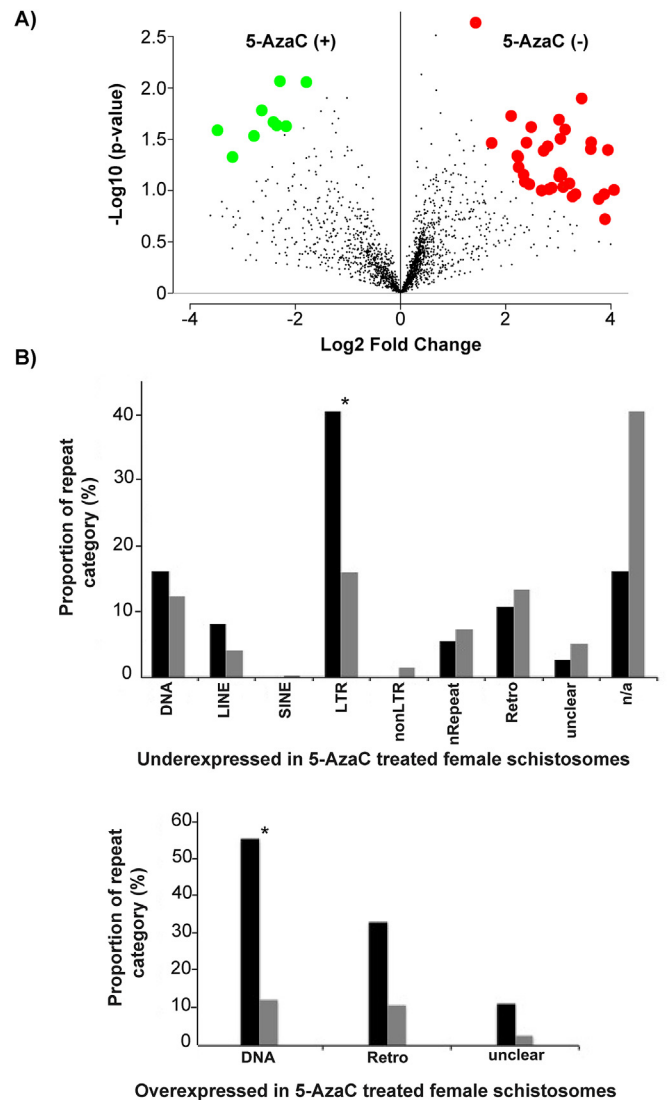 A)
5-AzaC (+) 5-AzaC (-)
-Log10 (p-value)
2.5
2.0
1.5
1.0
0.5
0
-4 -2 0 2 4
Log2 Fold Change
B)
Proportion of repeat
category (%)
40
30
20
10
0
*
DNA LINE SINE LTR nonLTR nRepeat Retro unclear n/a
Underexpressed in 5-AzaC treated female schistosomes
Proportion of repeat
category (%)
60
50
40
30
20
10
0
*
DNA Retro unclear
Overexpressed in 5-AzaC treated female schistosomes